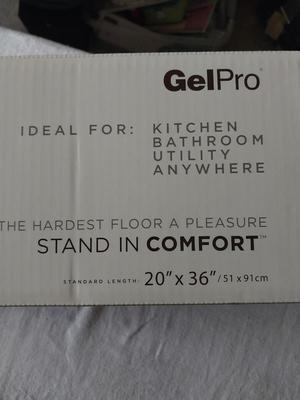 GelPro®
IDEAL FOR: KITCHEN
BATHROOM
UTILITY
ANYWHERE
THE HARDEST FLOOR A PLEASURE
STAND IN COMFORT™
STANDARD LENGTH: 20" x 36" / 51 x 91cm